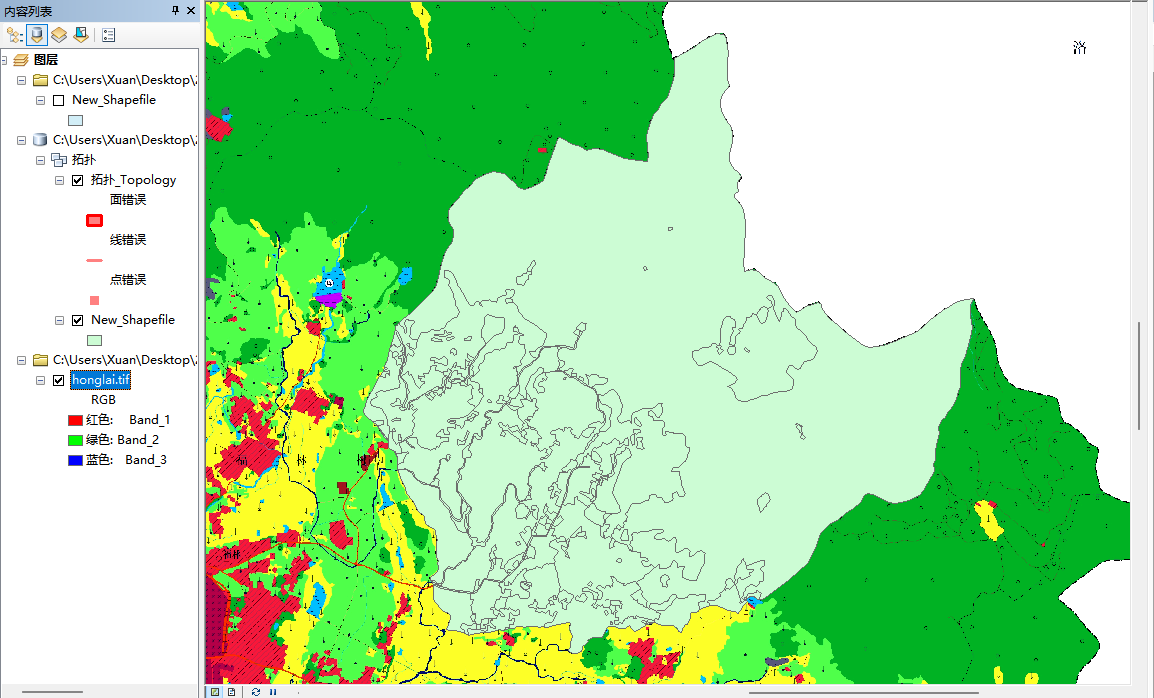 内容列表
图层
C:\Users\Xuan\Desktop\
New_Shapefile
C:\Users\Xuan\Desktop\
拓扑
拓扑_Topology
面错误
线错误
点错误
New_Shapefile
C:\Users\Xuan\Desktop\
honglai.tif
RGB
红色: Band_1
绿色: Band_2
蓝色: Band_3